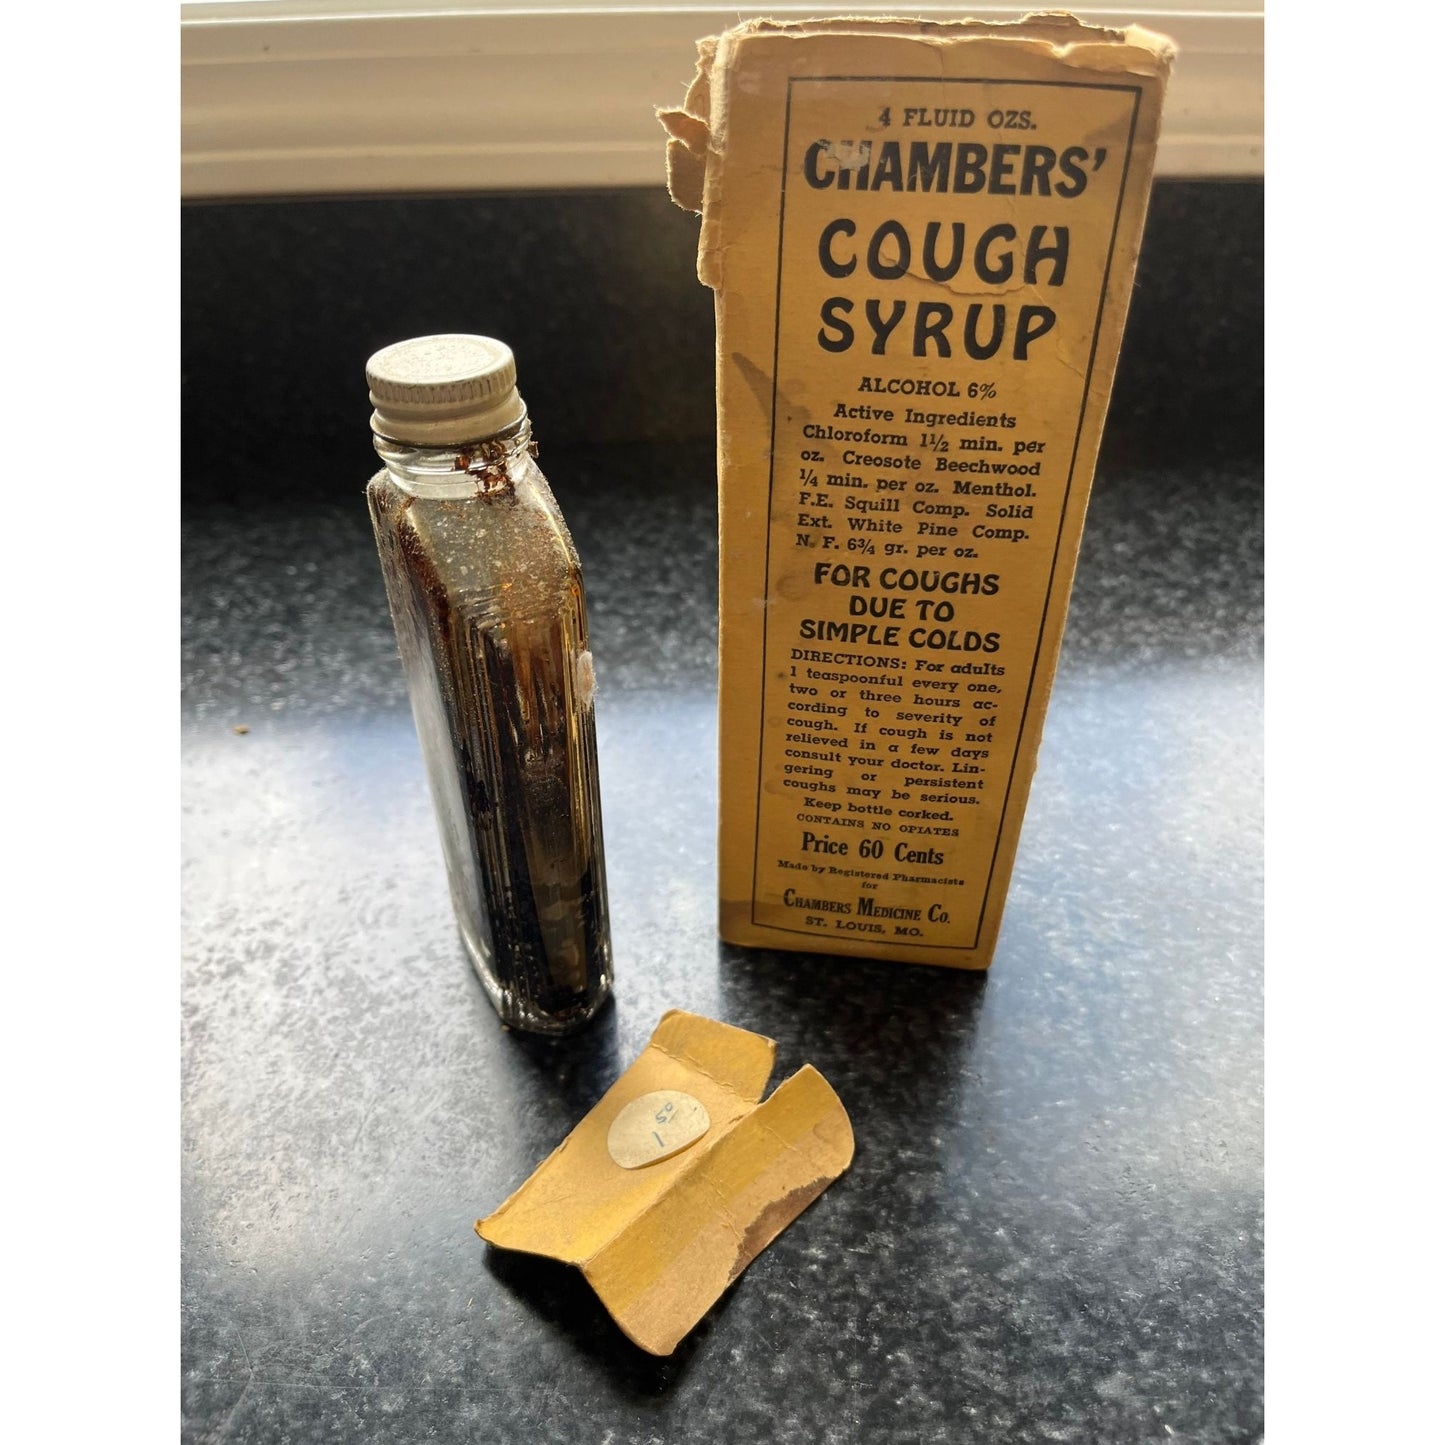 4 FLUID OZS.
CHAMBERS'
COUGH
SYRUP
ALCOHOL 6%
Active Ingredients
Chloroform 1½ min. per
oz. Creosote Beechwood
¼ min. per oz. Menthol.
F.E. Squill Comp. Solid
Ext. White Pine Comp.
N. F. 6¾ gr. per oz.
FOR COUGHS
DUE TO
SIMPLE COLDS
DIRECTIONS: For adults
1 teaspoonful every one,
two or three hours ac-
cording to severity of
cough. If cough is not
relieved in a few days
consult your doctor. Lin-
gering or persistent
coughs may be serious.
Keep bottle corked.
CONTAINS NO OPIATES
Price 60 Cents
Made by Registered Pharmacists
for
CHAMBERS MEDICINE CO.
ST. LOUIS, MO.